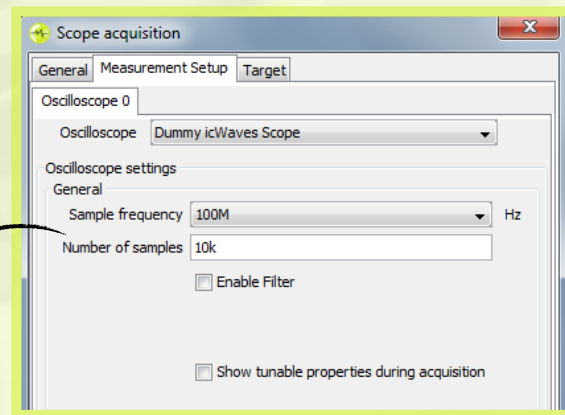 Scope acquisition
General Measurement Setup Target
Oscilloscope 0
Oscilloscope Dummy icWaves Scope
Oscilloscope settings
General
Sample frequency 100M Hz
Number of samples 10k
Enable Filter
Show tunable properties during acquisition